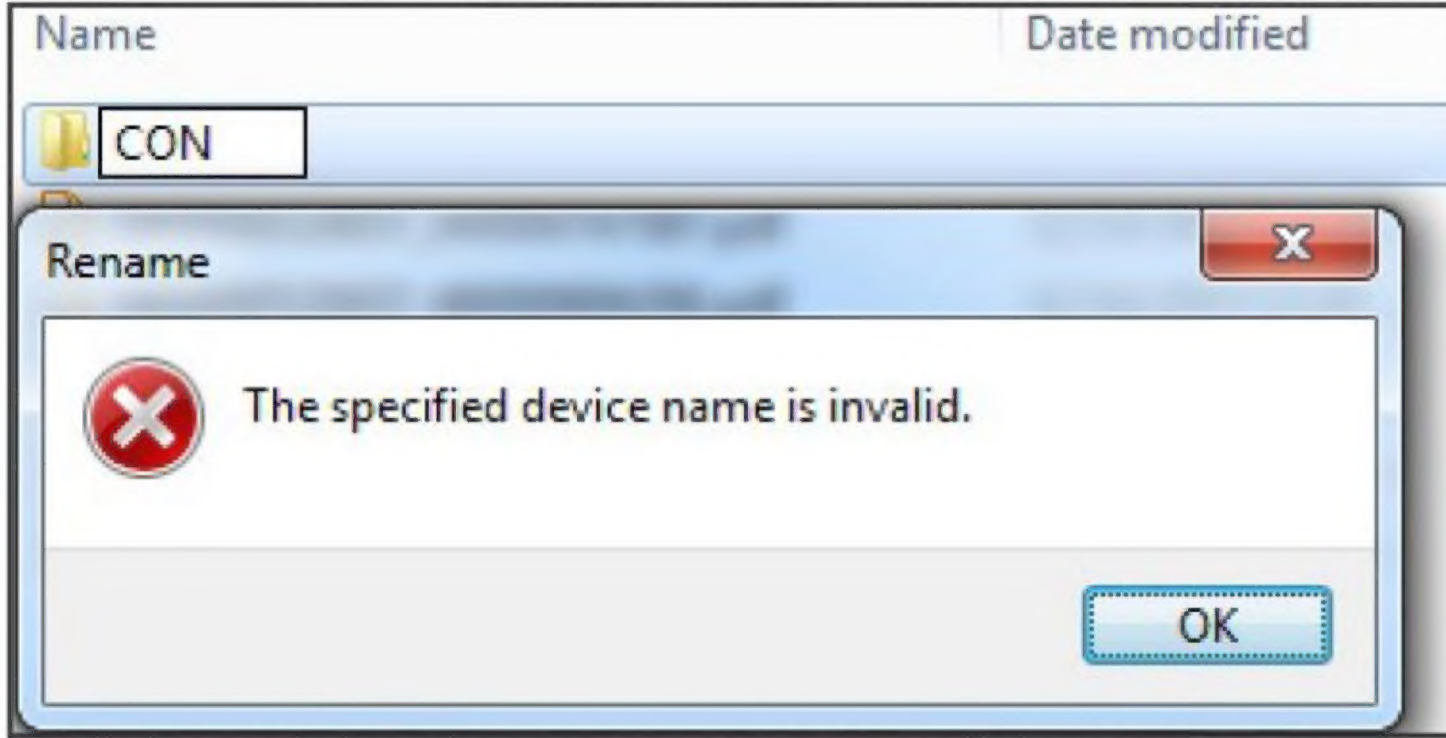 Name Date modified
CON
Rename
The specified device name is invalid.
OK